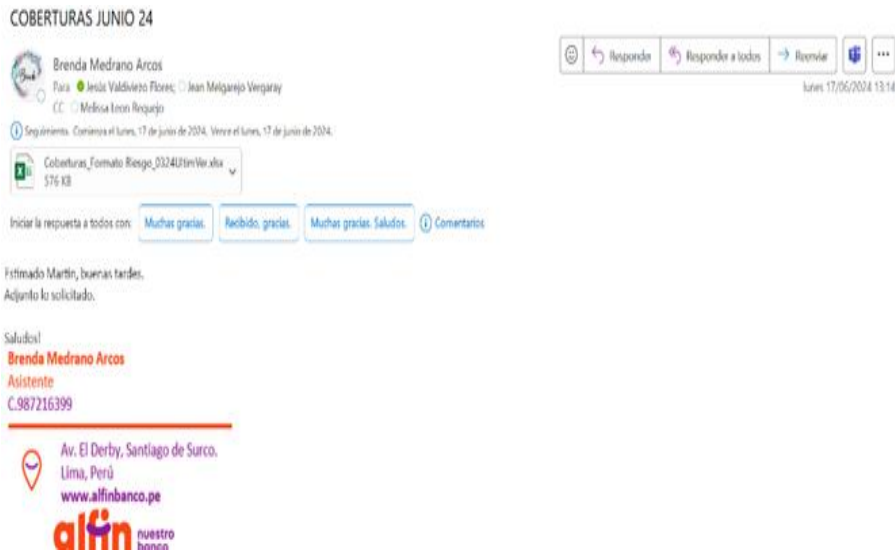 COBERTURAS JUNIO 24
Brenda Medrano Arcos
Para Jesús Valdiviezo Flores; Jean Melgarejo Vergaray
CC Melissa Leon Requejo
Responder
Responder a todos
Reenviar
lunes 17/06/2024 13:14
Seguimiento. Comienza el lunes, 17 de junio de 2024. Vence el lunes, 17 de junio de 2024.
Coberturas_Formato Riesgo_0324UltimVer.xlsx
576 KB
Iniciar la respuesta a todos con:
Muchas gracias.
Recibido, gracias.
Muchas gracias. Saludos.
Comentarios
Estimado Martín, buenas tardes.
Adjunto lo solicitado.
Saludos!
Brenda Medrano Arcos
Asistente
C.987216399
Av. El Derby, Santiago de Surco.
Lima, Perú
www.alfinbanco.pe
alfin nuestro
banco